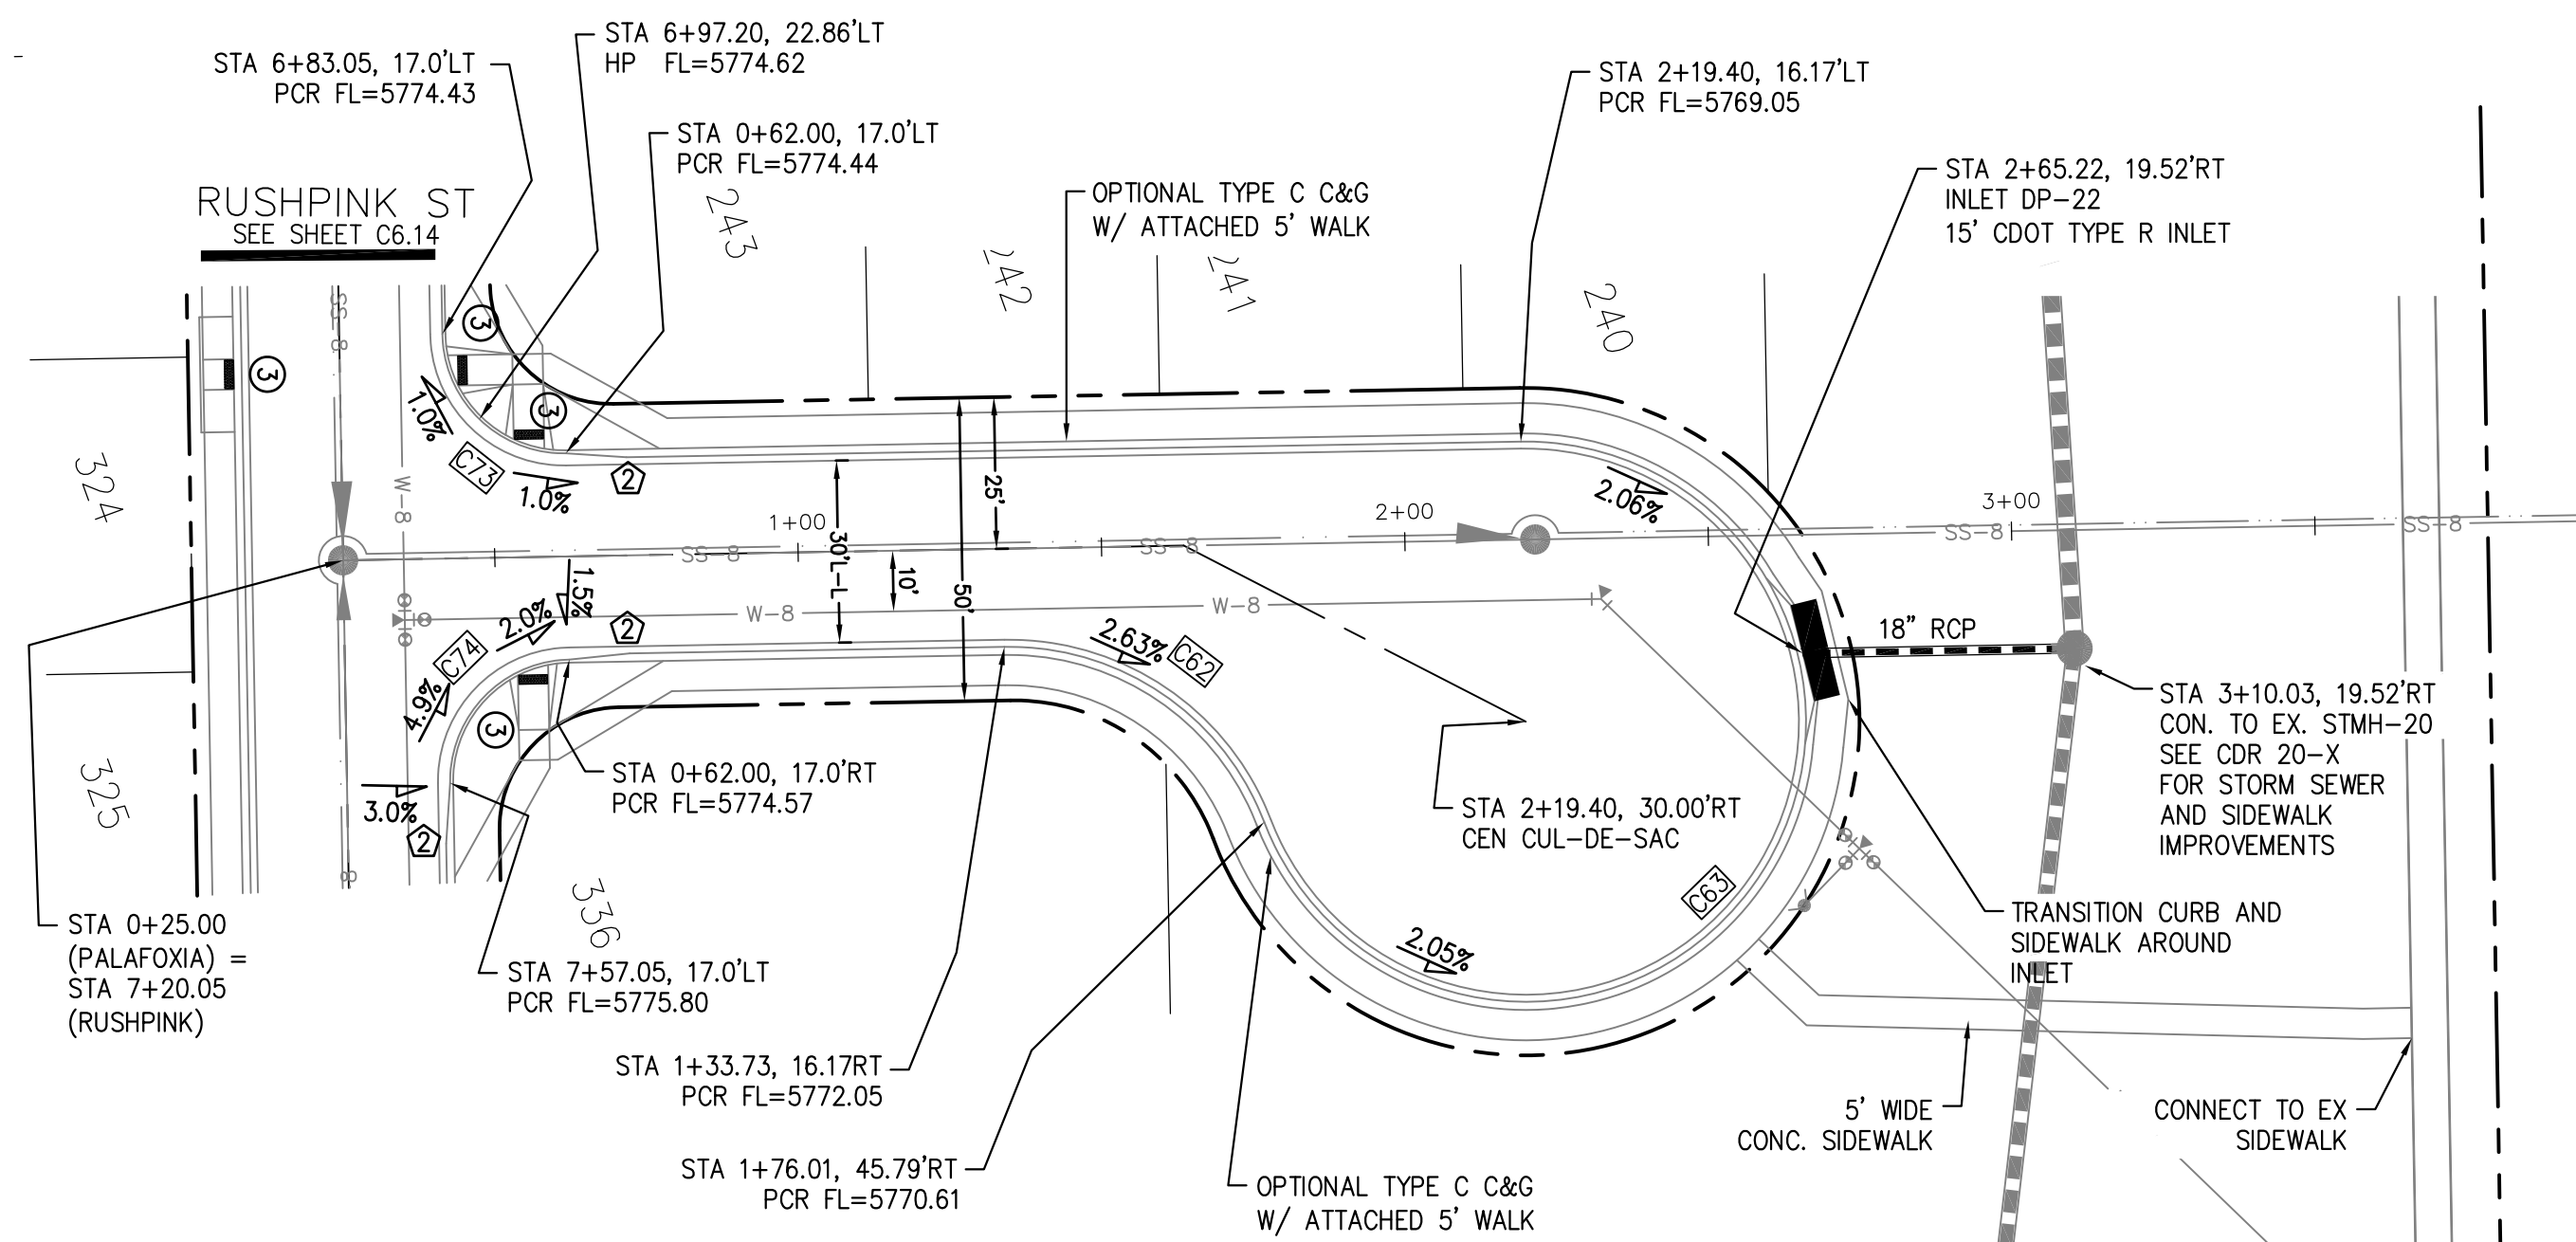 STA 6+97.20, 22.86'LT
HP FL=5774.62
STA 6+83.05, 17.0'LT
PCR FL=5774.43
STA 0+62.00, 17.0'LT
PCR FL=5774.44
STA 2+19.40, 16.17'LT
PCR FL=5769.05
OPTIONAL TYPE C C&G
W/ ATTACHED 5' WALK
STA 2+65.22, 19.52'RT
INLET DP-22
15' CDOT TYPE R INLET
RUSHPINK ST
SEE SHEET C6.14
243
242
241
240
SS-8
3
3
3
1.0%
C73
1.0%
2
324
W-8
25'
2.06%
1+00
2+00
3+00
30'L-L
SS-8
SS-8
SS-8
SS-8
10'
50'
1.5%
2.0%
2
W-8
W-8
18" RCP
C74
4.9%
2.63%
C62
3
3.0%
2
325
8
336
STA 0+62.00, 17.0'RT
PCR FL=5774.57
STA 2+19.40, 30.00'RT
CEN CUL-DE-SAC
STA 3+10.03, 19.52'RT
CON. TO EX. STMH-20
SEE CDR 20-X
FOR STORM SEWER
AND SIDEWALK
IMPROVEMENTS
C63
2.05%
TRANSITION CURB AND
SIDEWALK AROUND
INLET
STA 0+25.00
(PALAFOXIA) =
STA 7+20.05
(RUSHPINK)
STA 7+57.05, 17.0'LT
PCR FL=5775.80
STA 1+33.73, 16.17RT
PCR FL=5772.05
STA 1+76.01, 45.79'RT
PCR FL=5770.61
OPTIONAL TYPE C C&G
W/ ATTACHED 5' WALK
5' WIDE
CONC. SIDEWALK
CONNECT TO EX
SIDEWALK